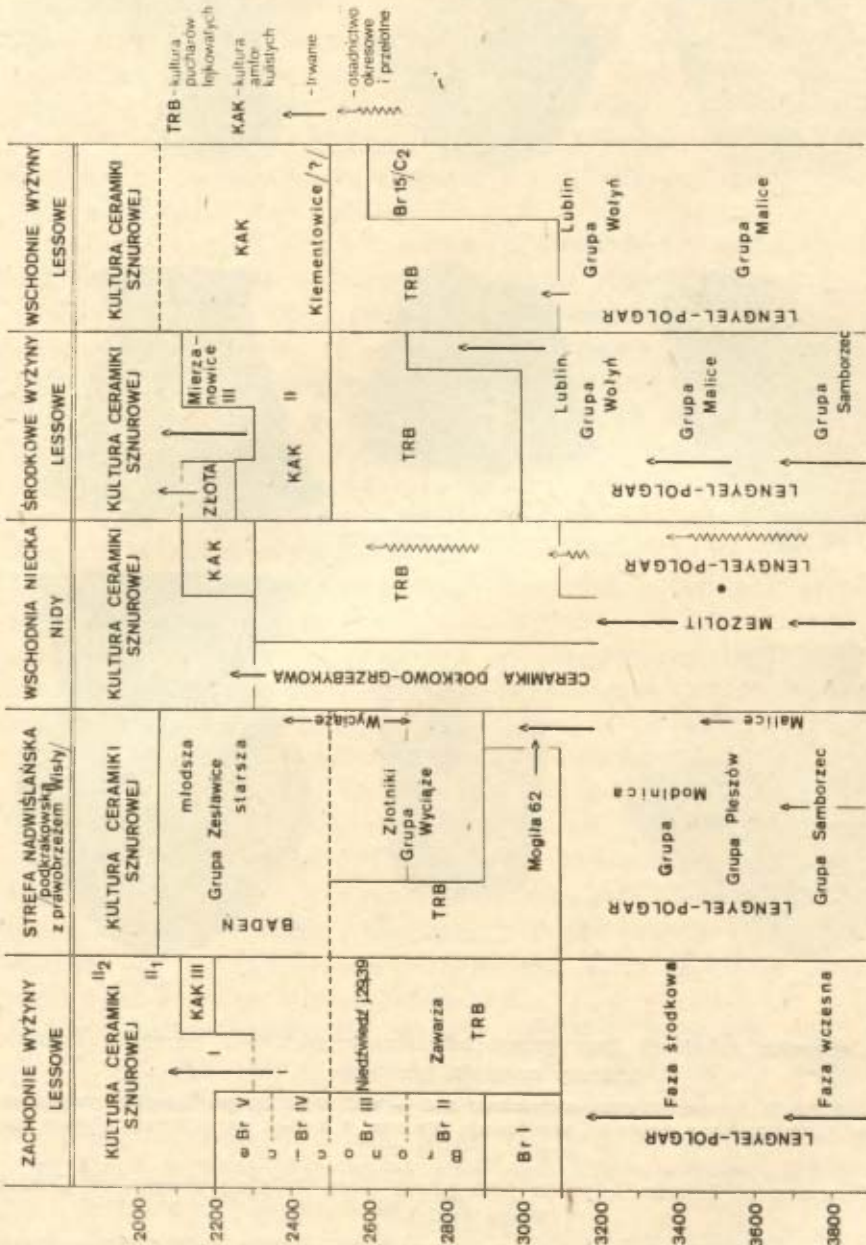 ZACHODNIE WYŻYNY
LESSOWE
KULTURA CERAMIKI
SZNUROWEJ
II2
II1
KAK III
I
Bronocice
Br V
Br IV
Br III
Br II
Br I
Niedźwiedź j.29,39
Zawarża
TRB
Faza środkowa
Faza wczesna
LENGYEL-POLGAR
STREFA NADWIŚLAŃSKA
podkrakowska
z prawobrzeżem Wisły/
KULTURA CERAMIKI
SZNUROWEJ
młodsza
Grupa Zesławice
starsza
BADEN
Wyciąże
Złotniki
Grupa
Wyciąże
TRB
Mogiła 62
Malice
Modlnica
Grupa
Grupa Pleszów
LENGYEL-POLGAR
Grupa Samborzec
WSCHODNIA NIECKA
NIDY
KULTURA CERAMIKI
SZNUROWEJ
KAK
CERAMIKA DOŁKOWO-GRZEBYKOWA
TRB
MEZOLIT
LENGYEL-POLGAR
ŚRODKOWE WYŻYNY
LESSOWE
KULTURA CERAMIKI
SZNUROWEJ
ZŁOTA
Mierza-
nowice
III
KAK
II
TRB
Lublin
Grupa
Wołyń
Grupa
Malice
LENGYEL-POLGAR
Grupa Samborzec
WSCHODNIE WYŻYNY
LESSOWE
KULTURA CERAMIKI
SZNUROWEJ
KAK
Klementowice/?/
Br 15/C2
TRB
Lublin
Grupa
Wołyń
Grupa
Malice
LENGYEL-POLGAR
TRB - kultura
pucharów
lejkowatych
KAK - kultura
amfor
kulistych
- trwanie
- osadnictwo
okresowe
i przelotne
2000
2200
2400
2600
2800
3000
3200
3400
3600
3800